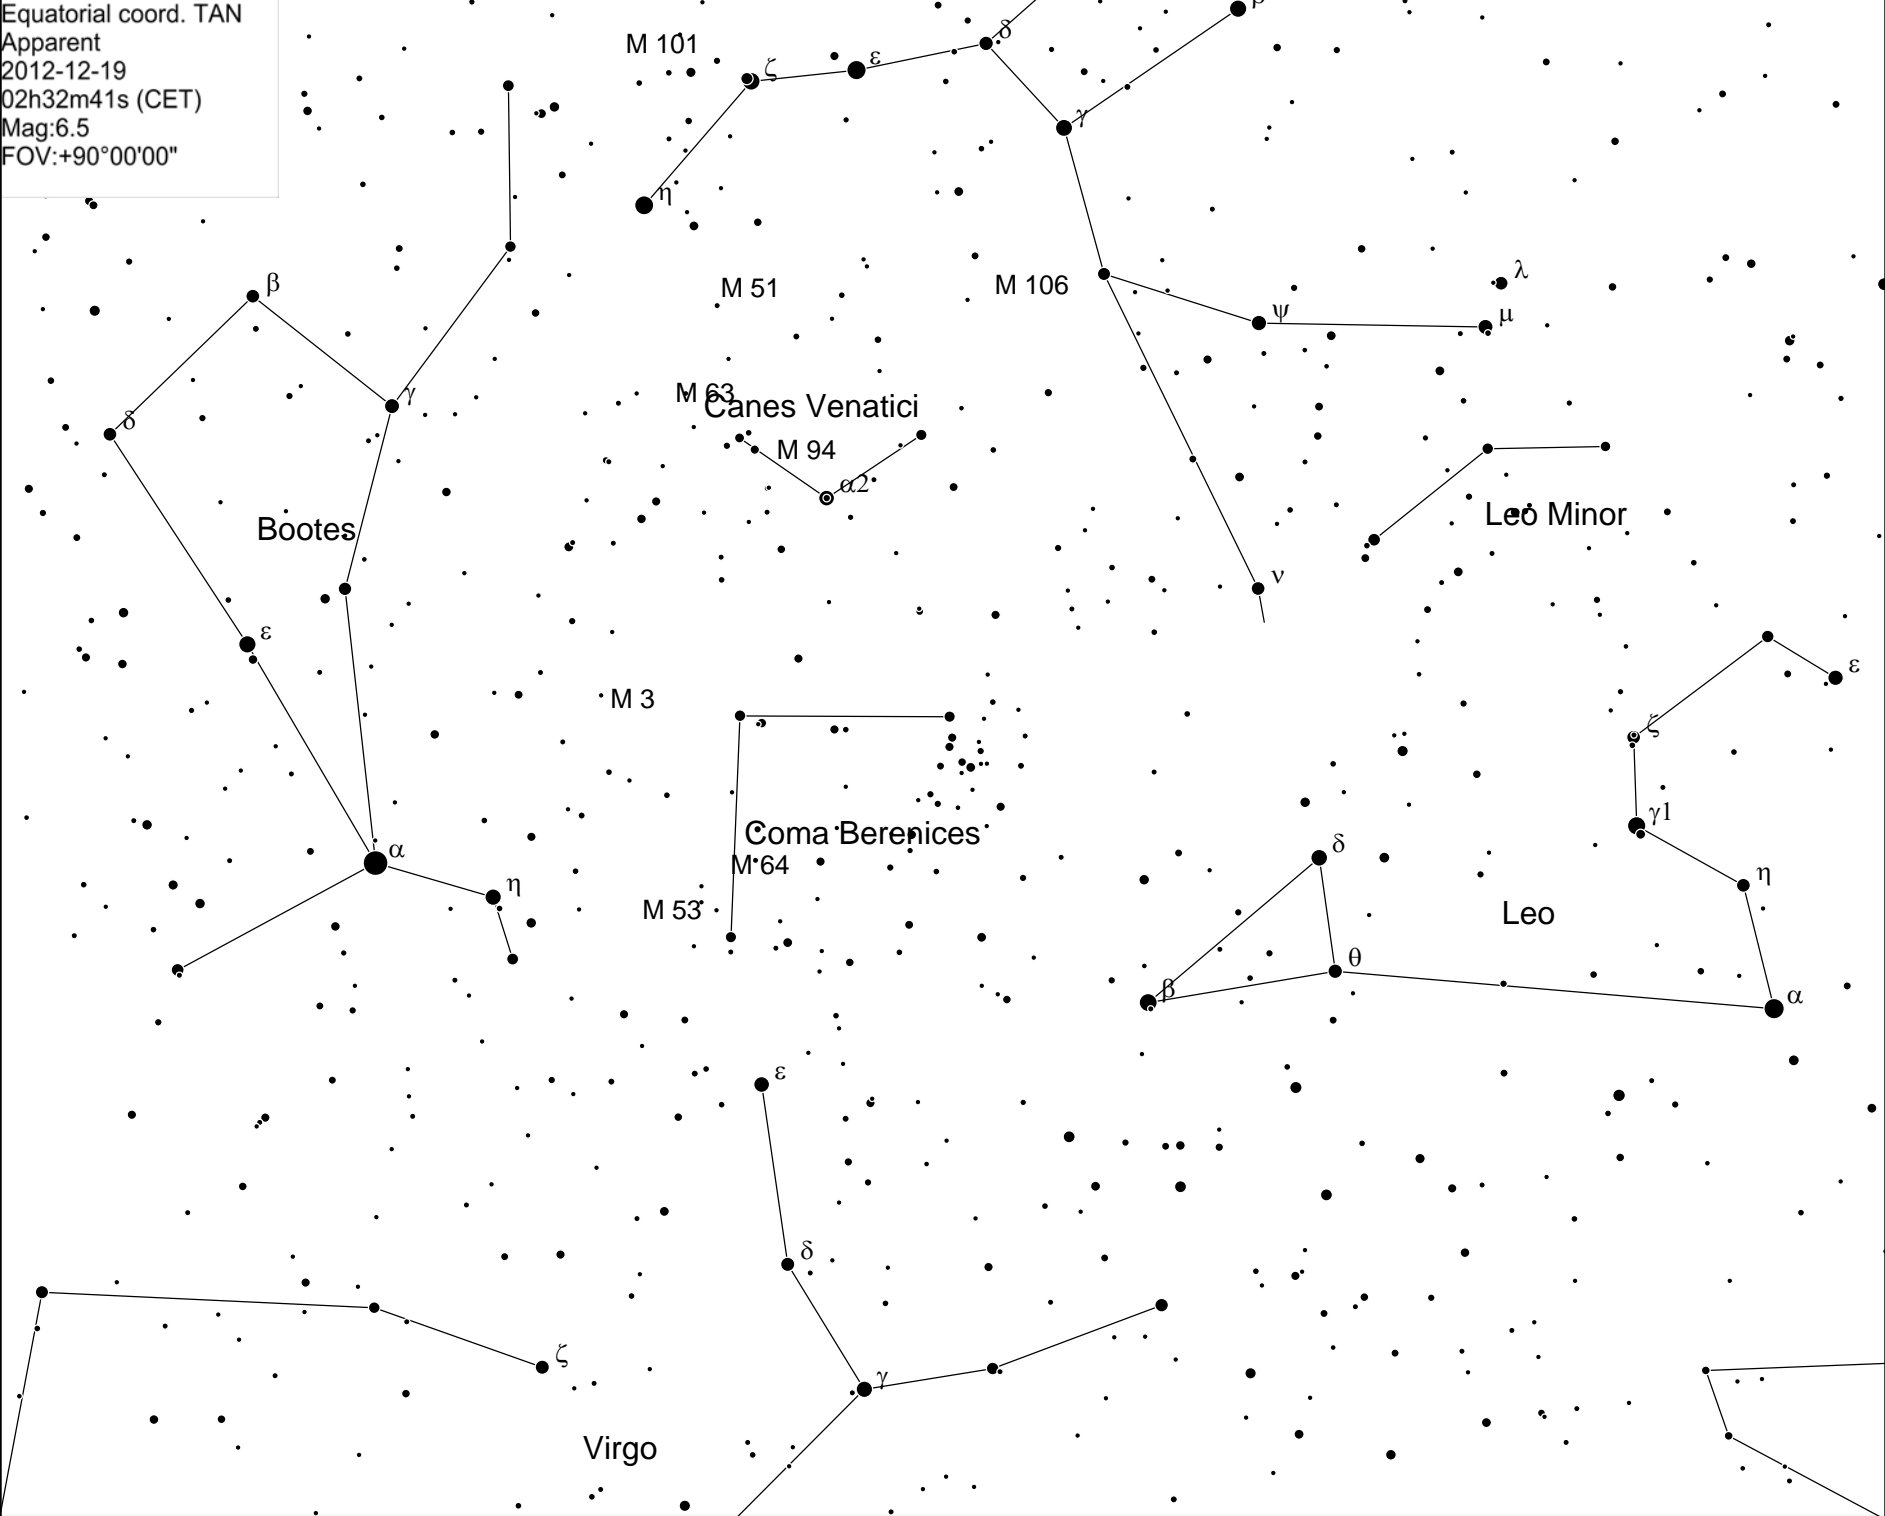 Equatorial coord. TAN
Apparent
2012-12-19
02h32m41s (CET)
Mag:6.5
FOV:+90°00'00"
β
δ
M 101
ζ
ε
γ
η
λ
β
M 51
M 106
ψ
μ
γ
M 63
Canes Venatici
δ
M 94
α2
Leo Minor
Bootes
ν
ε
ε
M 3
ζ
γ1
Coma Berenices
α
δ
M 64
η
η
M 53
Leo
θ
β
α
ε
δ
ζ
γ
Virgo